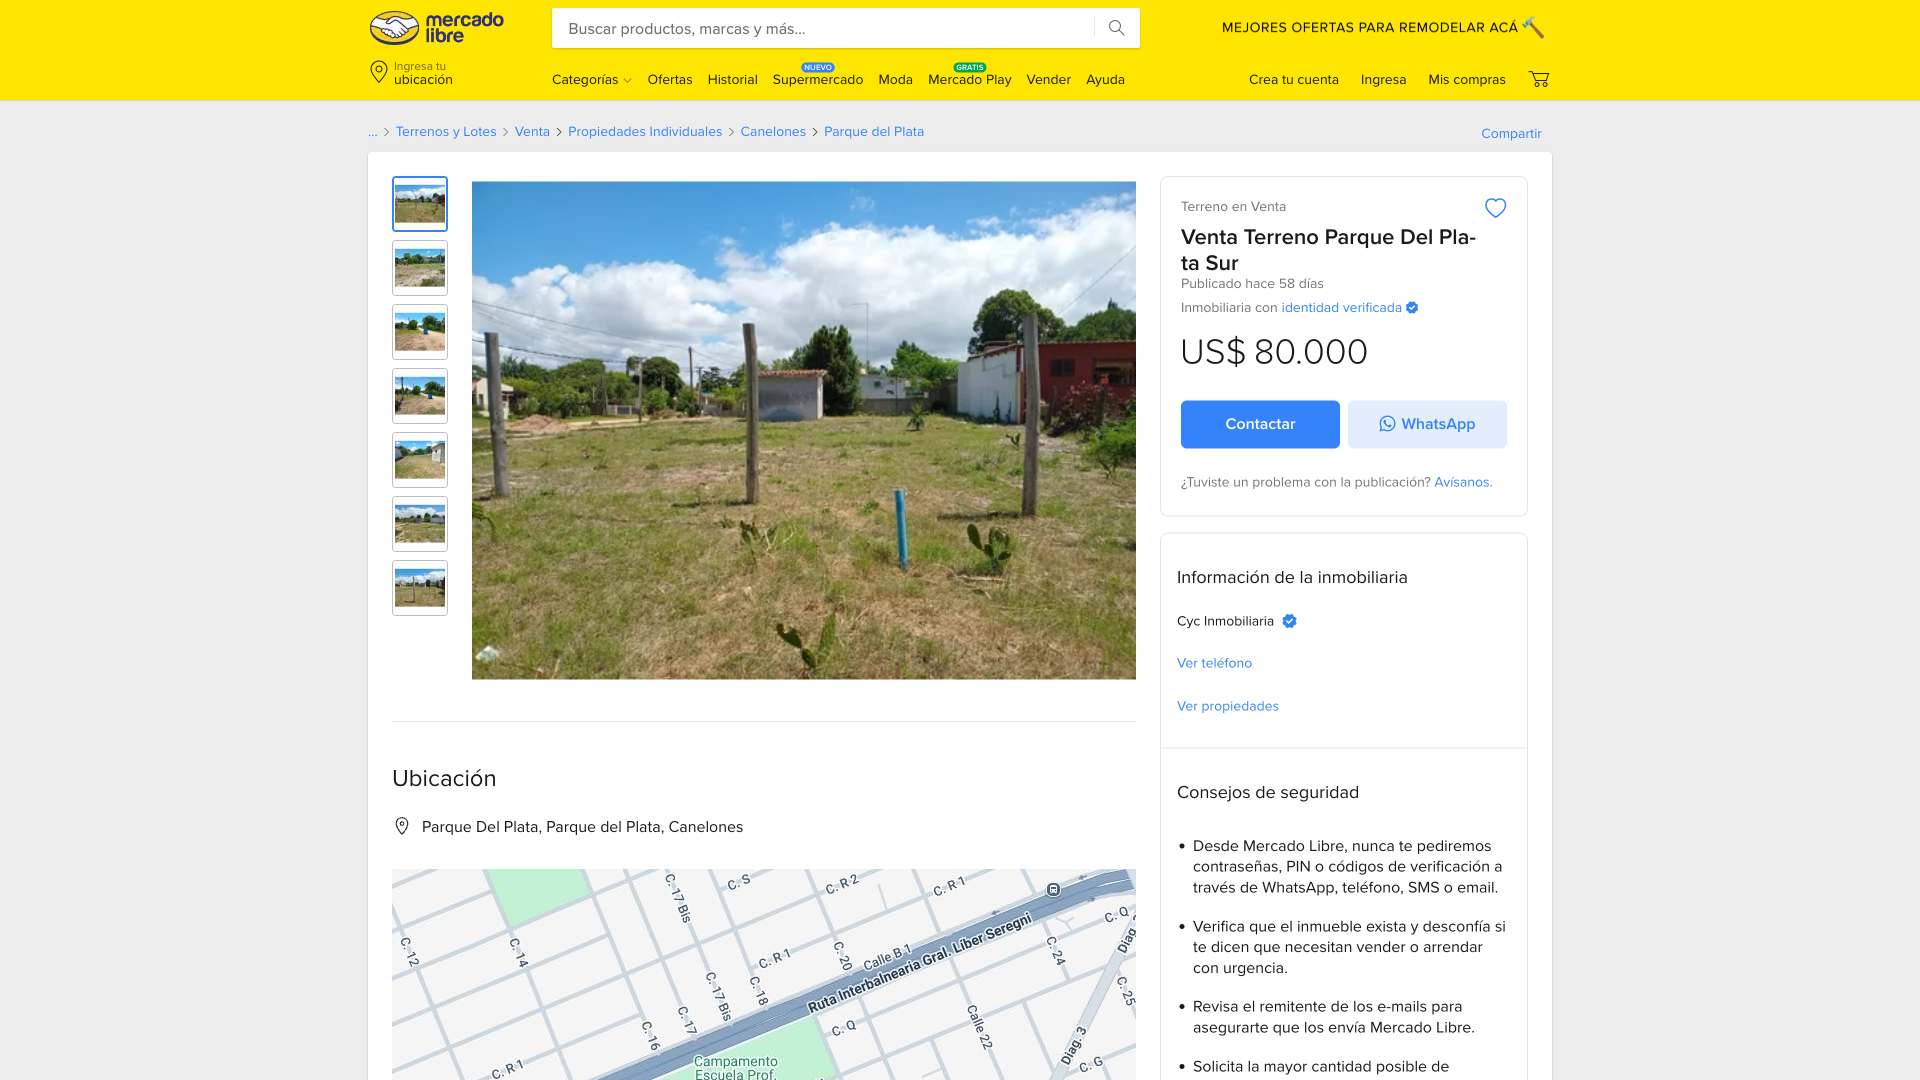 mercado
libre
Buscar productos, marcas y más...
MEJORES OFERTAS PARA REMODELAR ACÁ
Ingresa tu
ubicación
NUEVO
GRATIS
Categorías
Ofertas
Historial
Supermercado
Moda
Mercado Play
Vender
Ayuda
Crea tu cuenta
Ingresa
Mis compras
... > Terrenos y Lotes > Venta > Propiedades Individuales > Canelones > Parque del Plata
Compartir
Terreno en Venta
Venta Terreno Parque Del Pla-
ta Sur
Publicado hace 58 días
Inmobiliaria con identidad verificada
US$ 80.000
Contactar
WhatsApp
¿Tuviste un problema con la publicación? Avísanos.
Información de la inmobiliaria
Cyc Inmobiliaria
Ver teléfono
Ver propiedades
Ubicación
Parque Del Plata, Parque del Plata, Canelones
C. 17 Bis
C. S
C. R 2
C. R 1
C. Q
C. 12
C. 14
C. R 1
C. 20
Calle B 1
Ruta Interbalnearia Gral. Líber Seregni
C. 24
Diag.
C. 17 Bis
C. 18
C. 25
C. 16
C. 17
C. Q
Calle 22
Diag. 3
C. G
C. R 1
Campamento
Escuela Prof.
Consejos de seguridad
• Desde Mercado Libre, nunca te pediremos
contraseñas, PIN o códigos de verificación a
través de WhatsApp, teléfono, SMS o email.
• Verifica que el inmueble exista y desconfía si
te dicen que necesitan vender o arrendar
con urgencia.
• Revisa el remitente de los e-mails para
asegurarte que los envía Mercado Libre.
• Solicita la mayor cantidad posible de